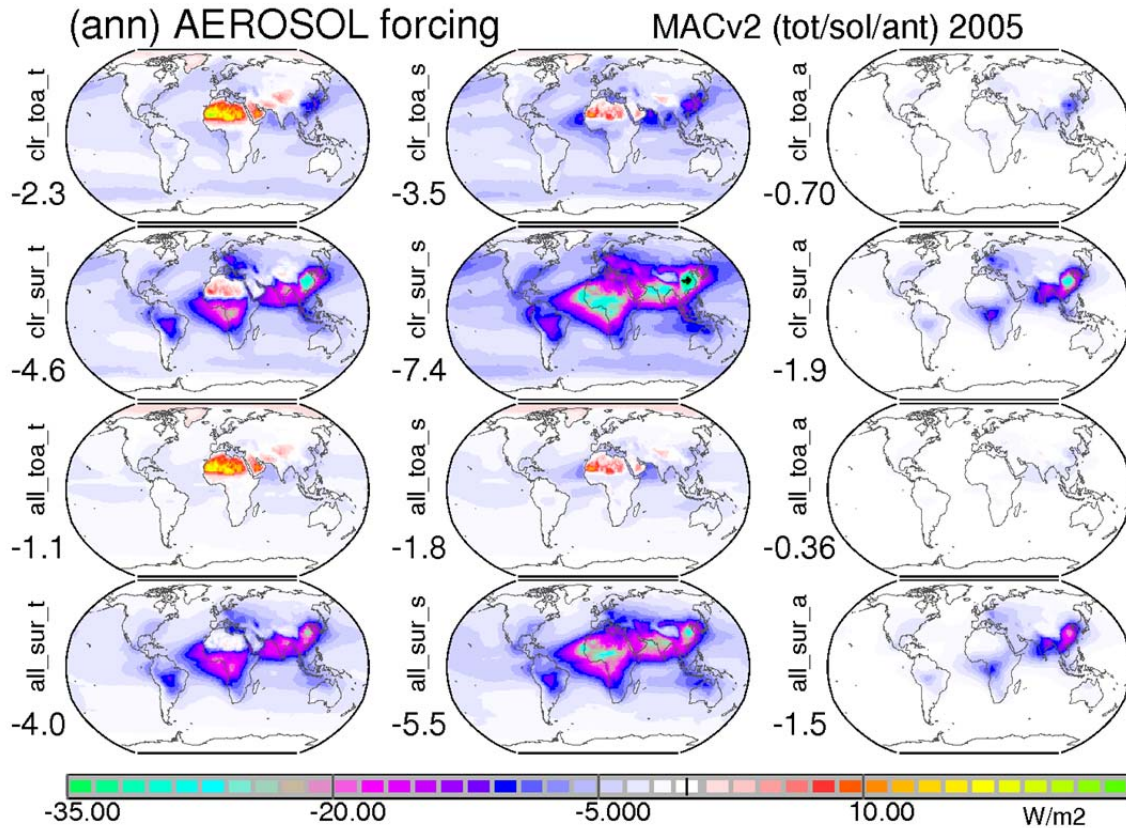 (ann) AEROSOL forcing MACv2 (tot/sol/ant) 2005
clr_toa_t clr_toa_s clr_toa_a
-2.3 -3.5 -0.70
clr_sur_t clr_sur_s clr_sur_a
-4.6 -7.4 -1.9
all_toa_t all_toa_s all_toa_a
-1.1 -1.8 -0.36
all_sur_t all_sur_s all_sur_a
-4.0 -5.5 -1.5
-35.00 -20.00 -5.000 10.00 W/m2